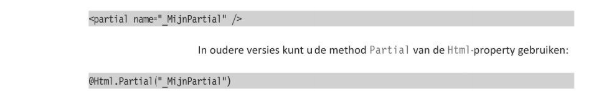 <partial name="_MijnPartial" />
In oudere versies kunt u de method Partial van de Html-property gebruiken:
@Html.Partial("_MijnPartial")